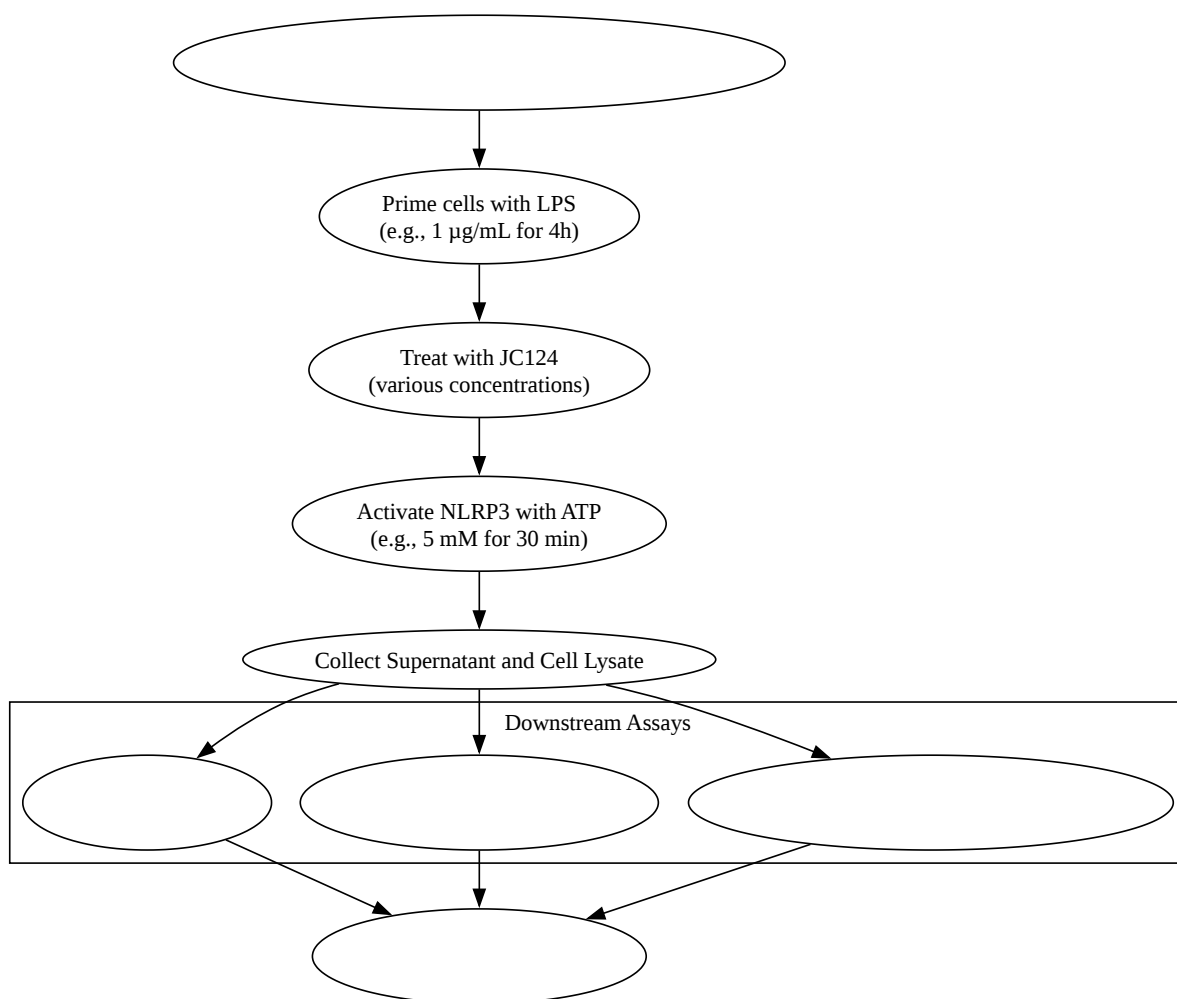 Prime cells with LPS
(e.g., 1 µg/mL for 4h)
Treat with JC124
(various concentrations)
Activate NLRP3 with ATP
(e.g., 5 mM for 30 min)
Collect Supernatant and Cell Lysate
Downstream Assays